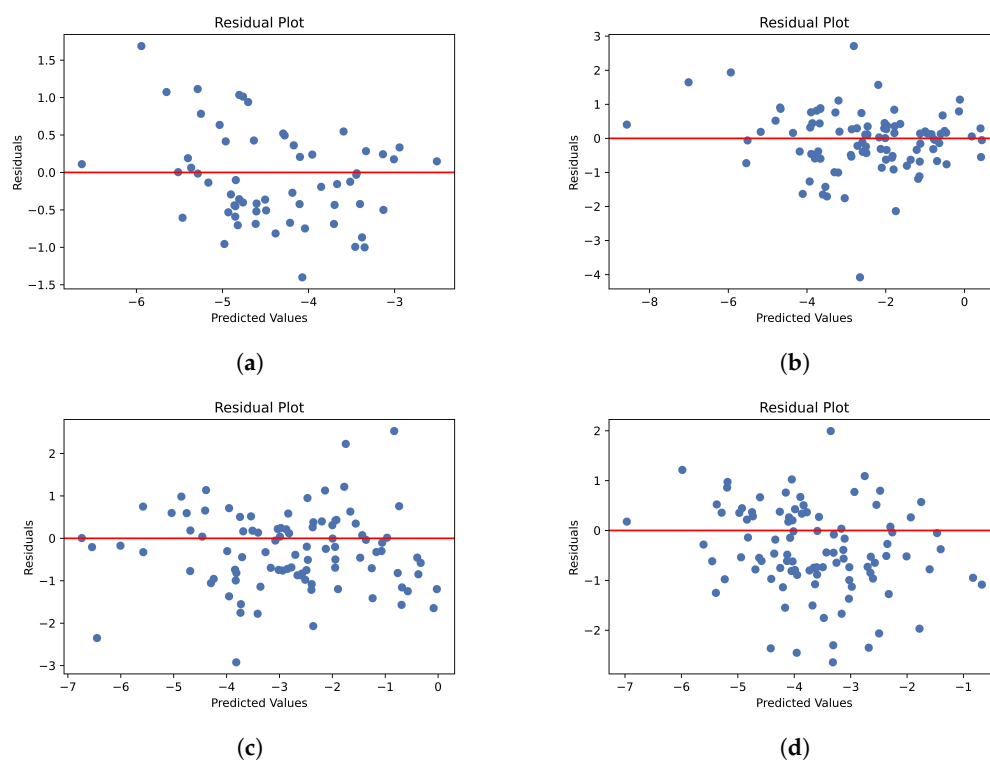 Residual Plot
1.5
1.0
0.5
0.0
−0.5
−1.0
−1.5
Residuals
−6 −5 −4 −3
Predicted Values
(a)
Residual Plot
3
2
1
0
−1
−2
−3
−4
Residuals
−8 −6 −4 −2 0
Predicted Values
(b)
Residual Plot
2
1
0
−1
−2
−3
Residuals
−7 −6 −5 −4 −3 −2 −1 0
Predicted Values
(c)
Residual Plot
2
1
0
−1
−2
Residuals
−7 −6 −5 −4 −3 −2 −1
Predicted Values
(d)